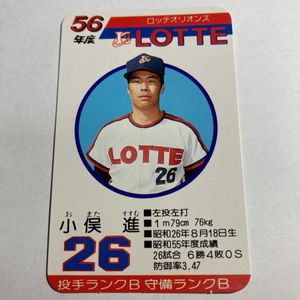 56
年度
ロッテオリオンズ
LOTTE
LOTTE
26
お また すすむ
小俣 進
26
■左投左打
■1m79cm 76kg
■昭和26年8月18日生
■昭和55年度成績
26試合 6勝4敗0S
防御率3.47
投手ランクB 守備ランクB